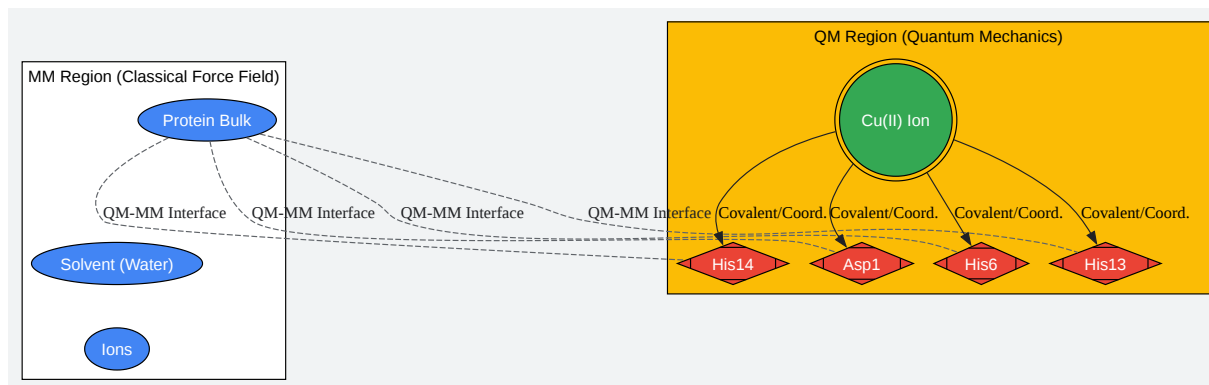 QM Region (Quantum Mechanics)
MM Region (Classical Force Field)
Protein Bulk
Cu(II) Ion
QM-MM Interface
QM-MM Interface
QM-MM Interface
QM-MM Interface
Covalent/Coord.
Covalent/Coord.
Covalent/Coord.
Covalent/Coord.
Solvent (Water)
His14
Asp1
His6
His13
Ions